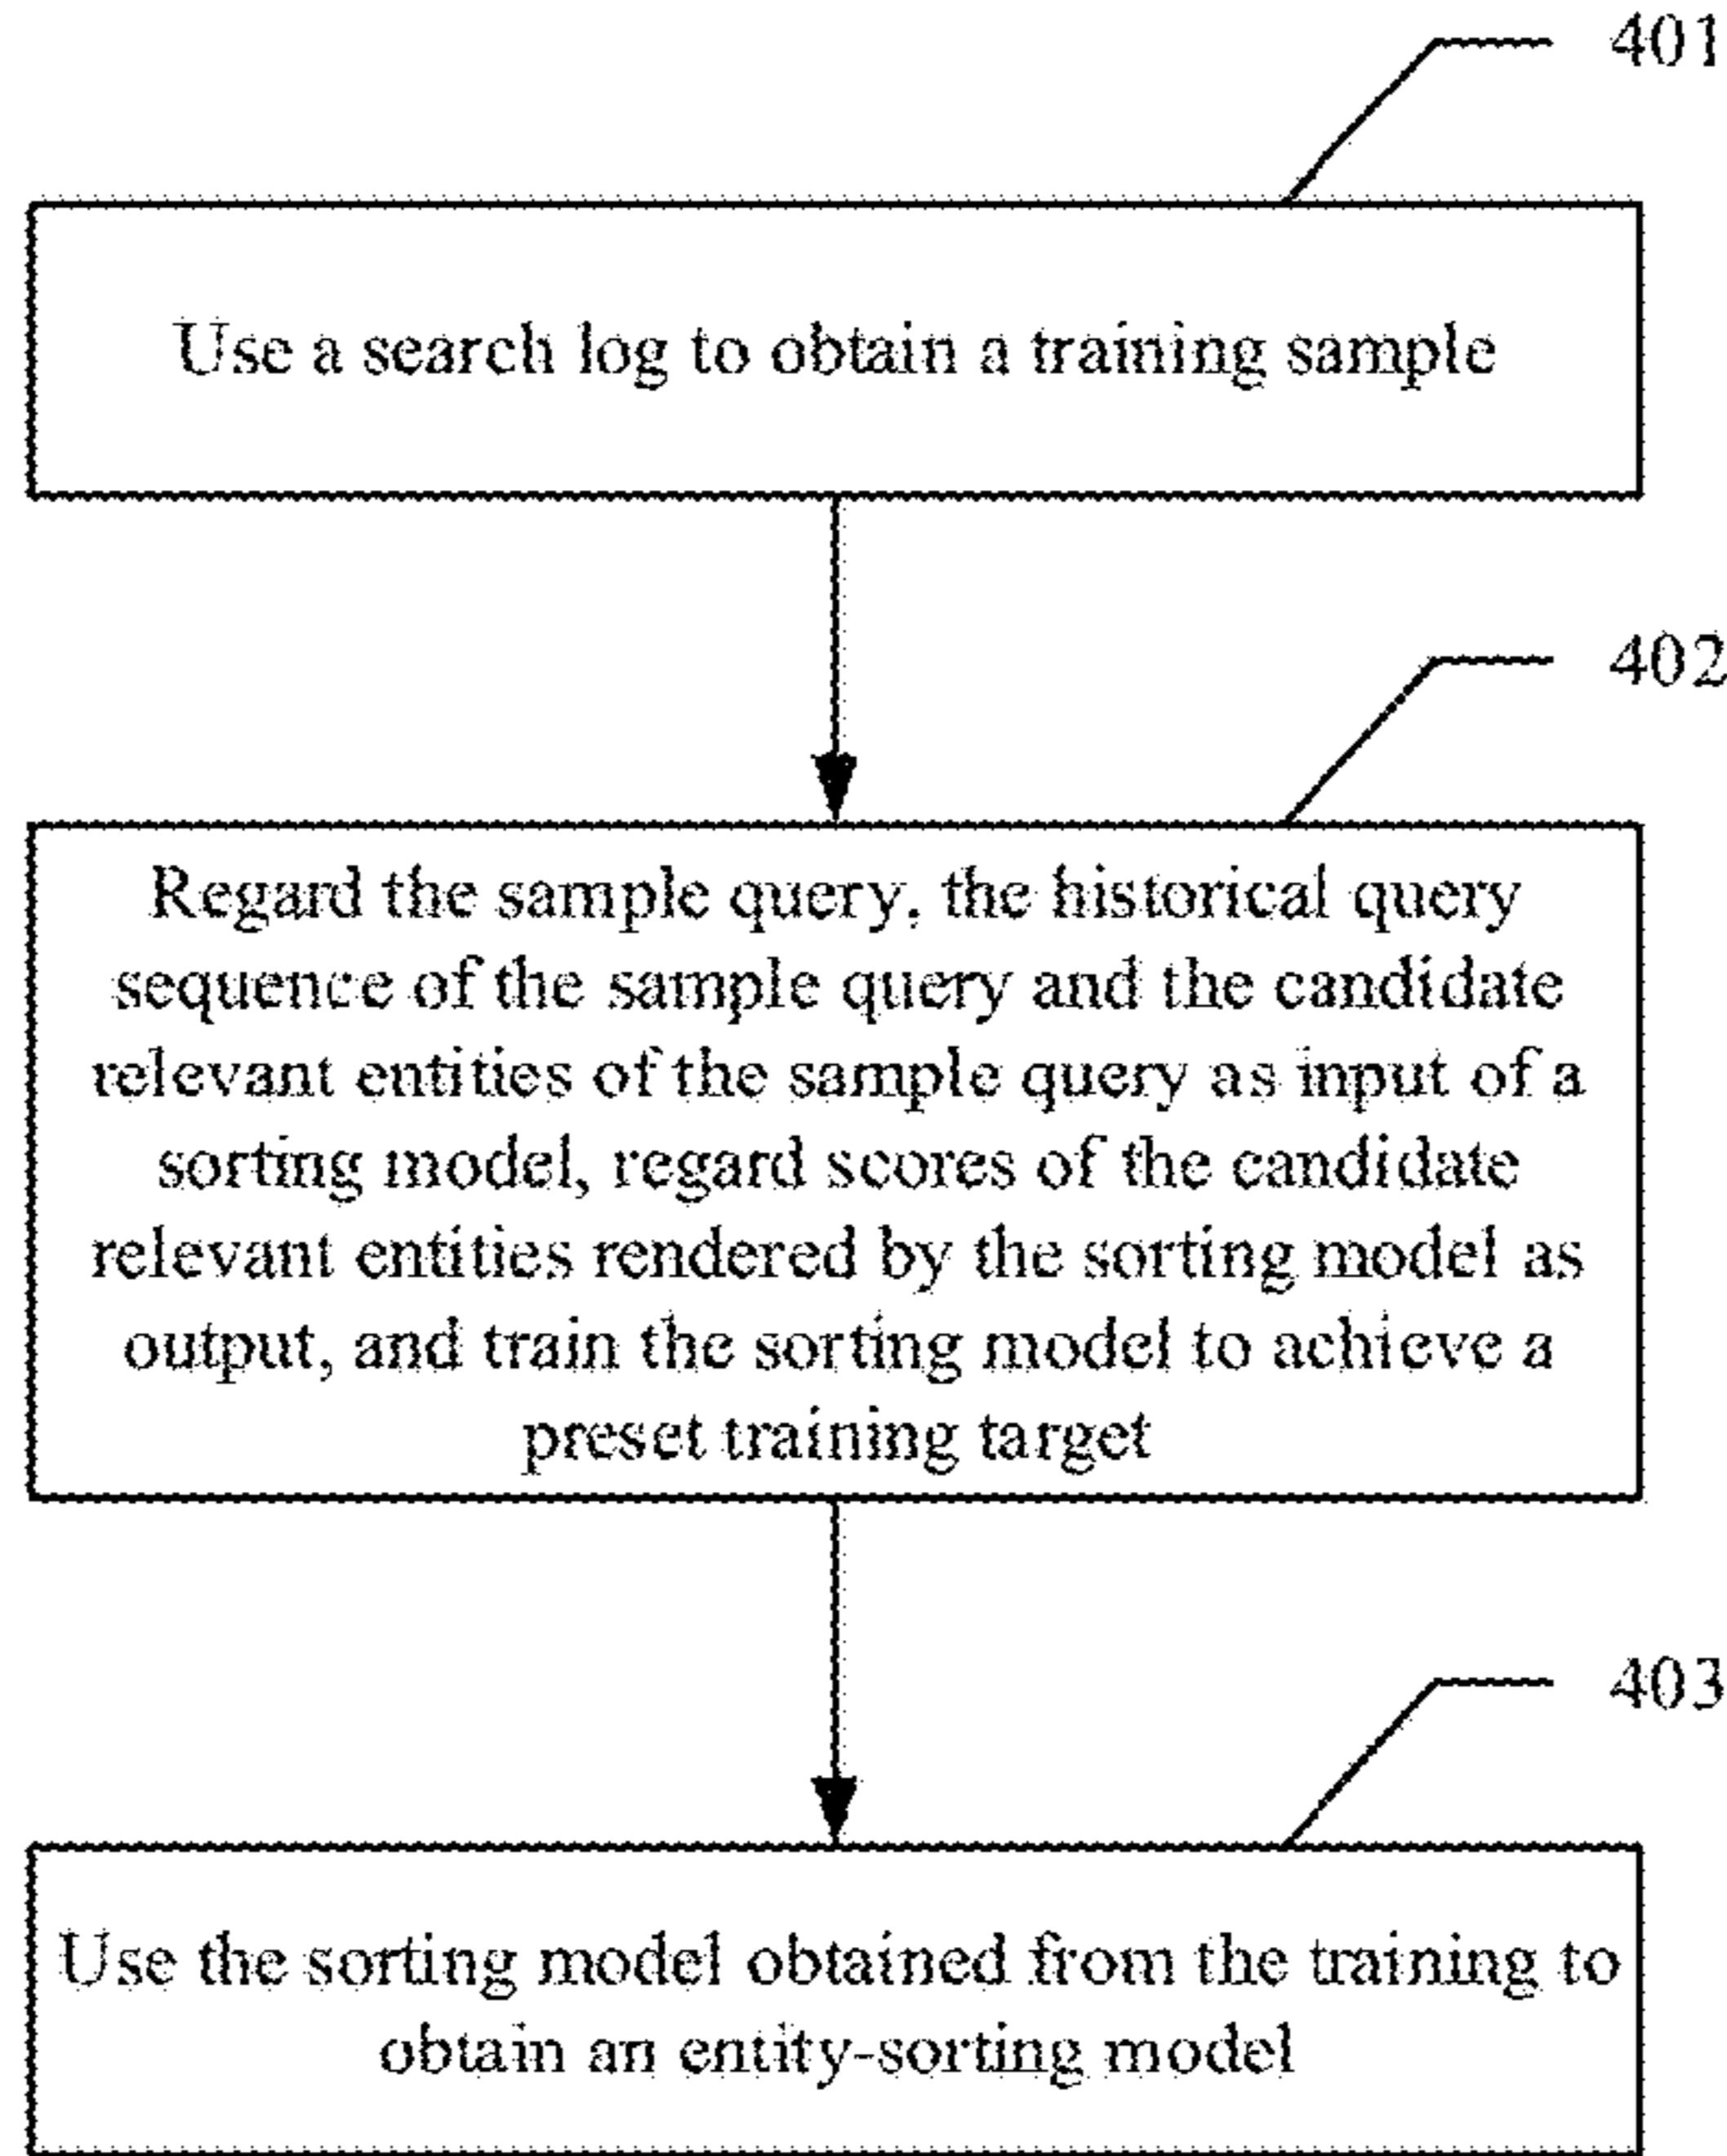 401
Use a search log to obtain a training sample
402
Regard the sample query, the historical query
sequence of the sample query and the candidate
relevant entities of the sample query as input of a
sorting model, regard scores of the candidate
relevant entities rendered by the sorting model as
output, and train the sorting model to achieve a
preset training target
403
Use the sorting model obtained from the training to
obtain an entity-sorting model